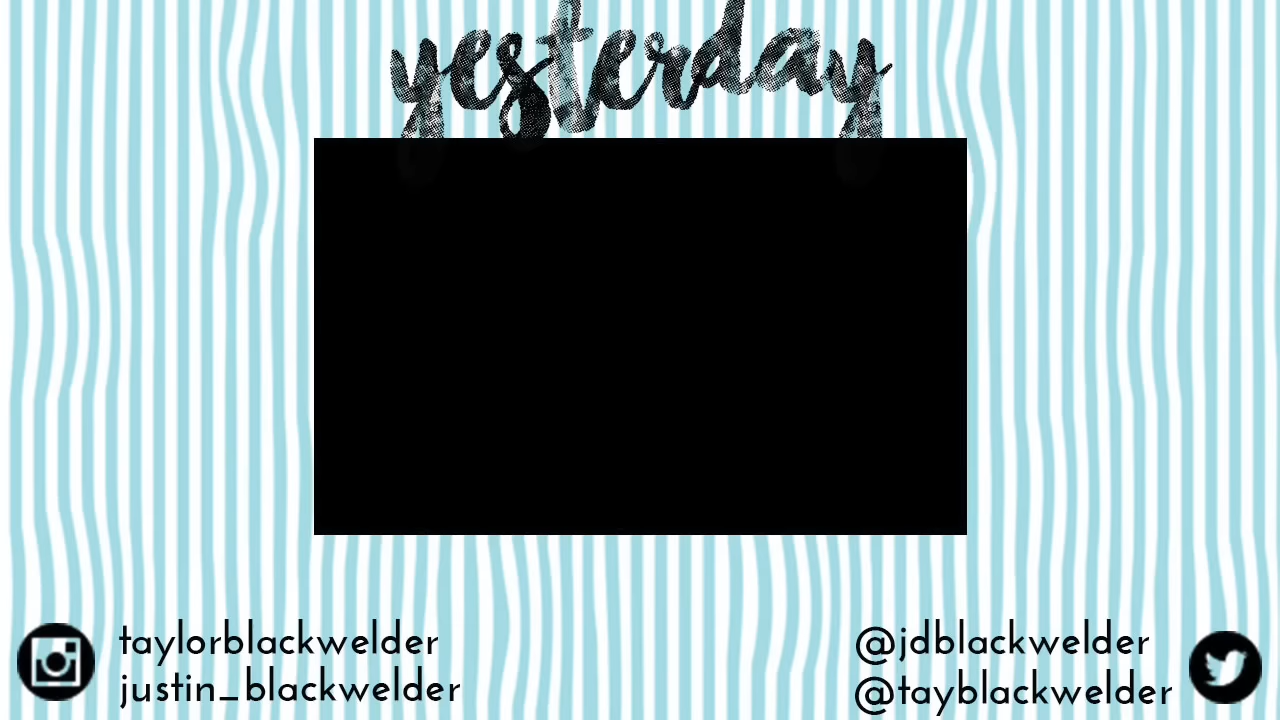 yesterday
taylorblackwelder
justin_blackwelder
@jdblackwelder
@tayblackwelder